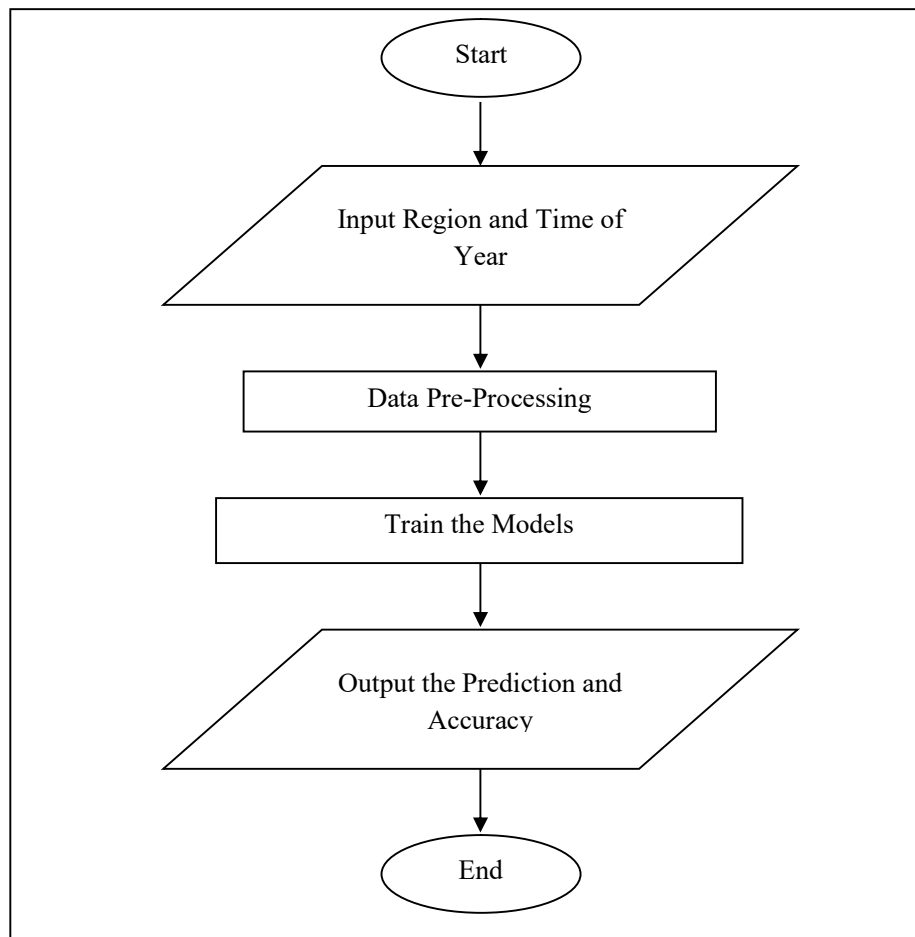 Start
Input Region and Time of
Year
Data Pre-Processing
Train the Models
Output the Prediction and
Accuracy
End